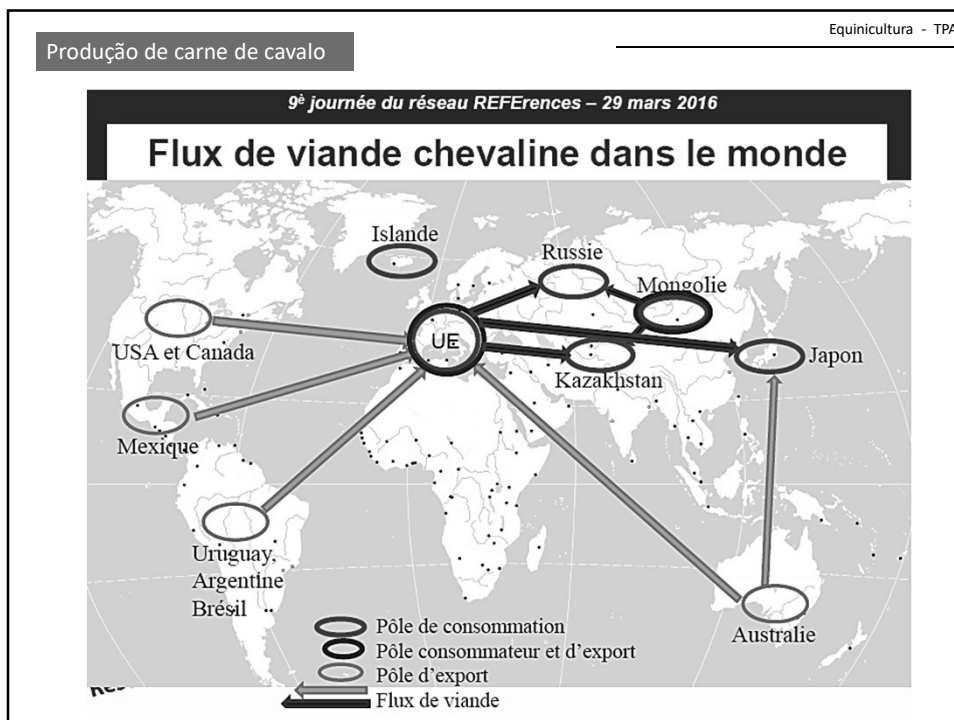 Equinicultura - TPA
Produção de carne de cavalo
9è journée du réseau REFErences – 29 mars 2016
Flux de viande chevaline dans le monde
Islande
Russie
Mongolie
USA et Canada
UE
Kazakhstan
Japon
Mexique
Uruguay,
Argentine
Brésil
Australie
Pôle de consommation
Pôle consommateur et d'export
Pôle d'export
Flux de viande